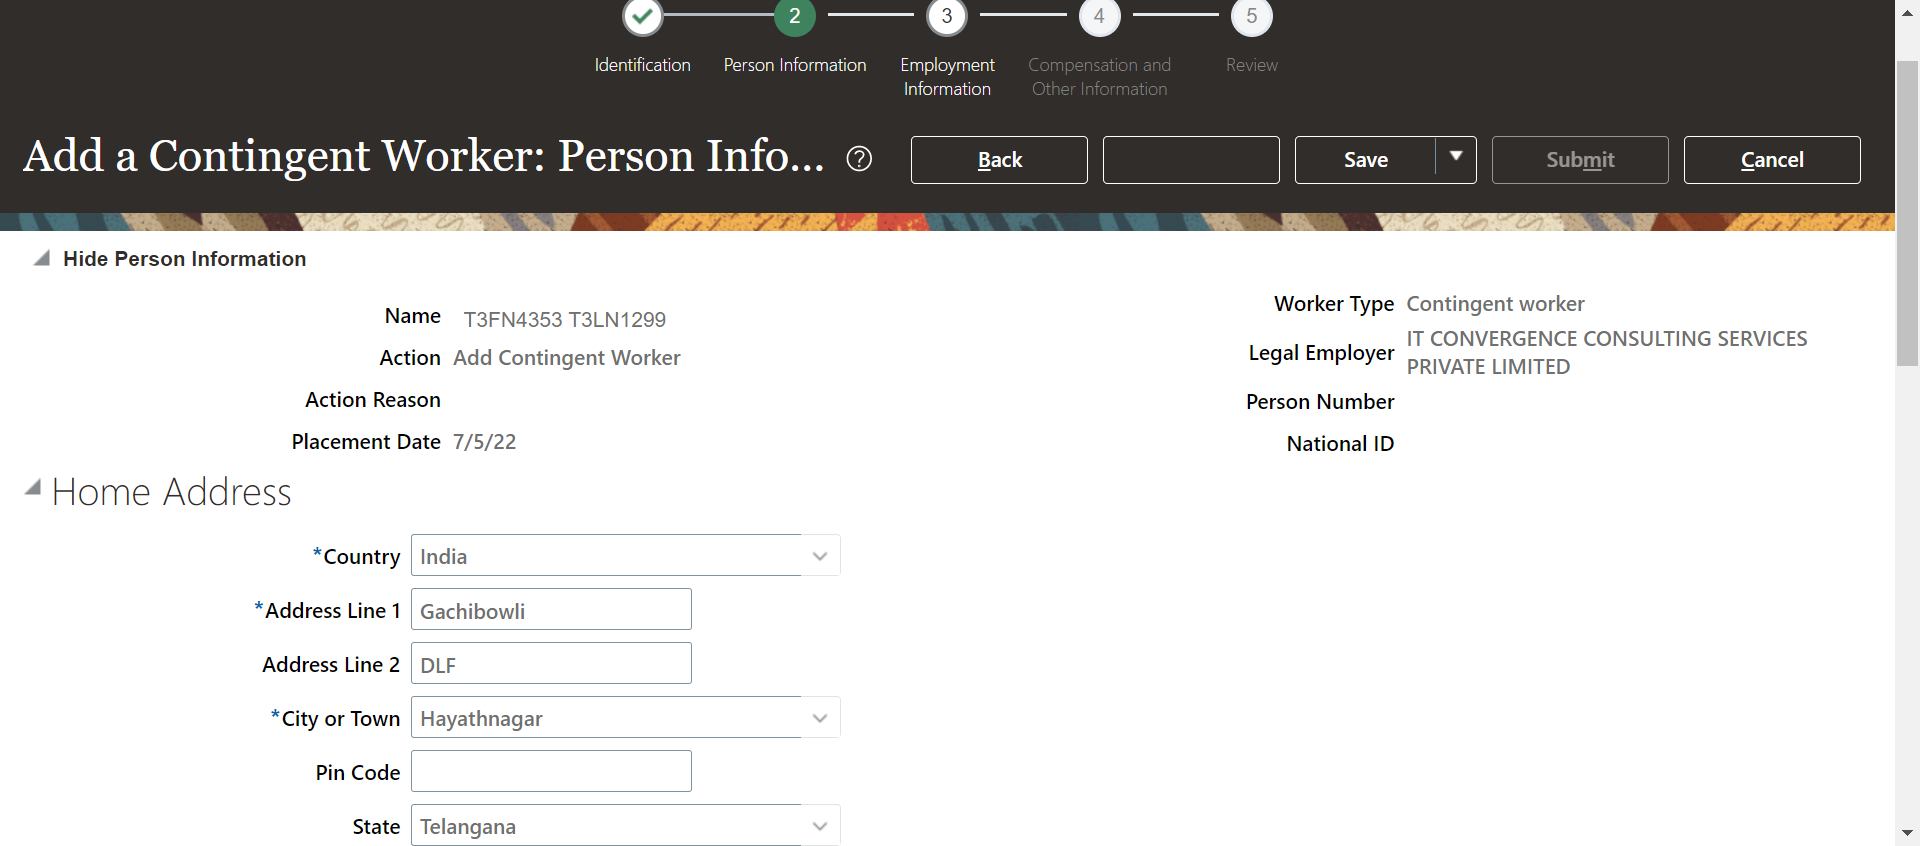 2 3 4 5
Identification Person Information Employment Information Compensation and Other Information Review
Add a Contingent Worker: Person Info... ? Back Save Submit Cancel
Hide Person Information
Name T3FN4353 T3LN1299
Action Add Contingent Worker
Action Reason
Placement Date 7/5/22
Worker Type Contingent worker
Legal Employer IT CONVERGENCE CONSULTING SERVICES
PRIVATE LIMITED
Person Number
National ID
Home Address
*Country India
*Address Line 1 Gachibowli
Address Line 2 DLF
*City or Town Hayathnagar
Pin Code
State Telangana